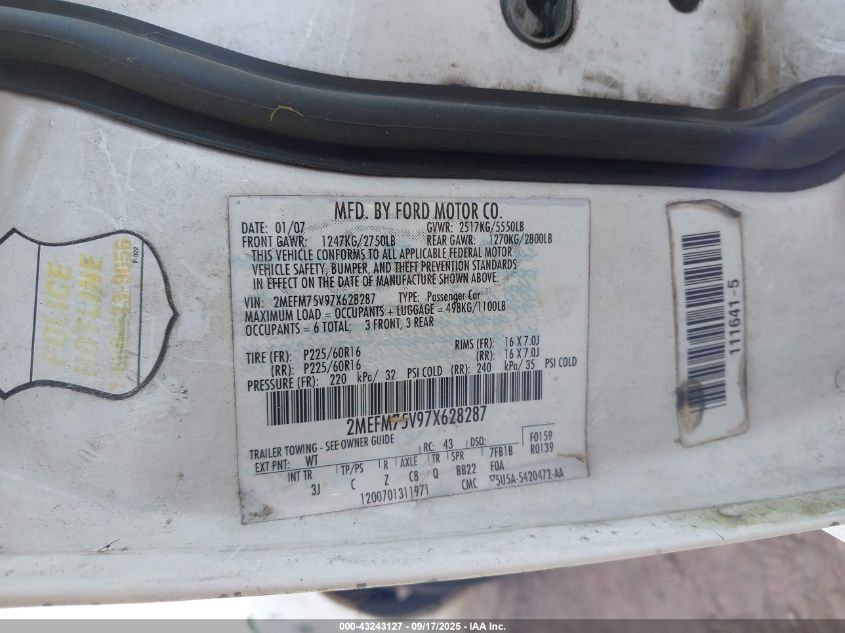 MFD. BY FORD MOTOR CO.
DATE: 01/07 GVWR: 2517KG/5550LB
FRONT GAWR: 1247KG/2750LB REAR GAWR: 1270KG/2800LB
THIS VEHICLE CONFORMS TO ALL APPLICABLE FEDERAL MOTOR
VEHICLE SAFETY, BUMPER, AND THEFT PREVENTION STANDARDS
IN EFFECT ON THE DATE OF MANUFACTURE SHOWN ABOVE.
VIN: 2MEFM75V97X628287 TYPE: Passenger Car
MAXIMUM LOAD = OCCUPANTS + LUGGAGE = 498KG/1100LB
OCCUPANTS = 6 TOTAL: 3 FRONT, 3 REAR
TIRE (FR): P225/60R16 RIMS (FR): 16 X 7.0J
(RR): P225/60R16 (RR): 16 X 7.0J
PRESSURE (FR): 220 kPa/ 32 PSI COLD (RR): 240 kPa/ 35 PSI COLD
2MEFM75V97X628287
TRAILER TOWING - SEE OWNER GUIDE RC: 43 DSO: F0159
EXT PNT: WT R0139
INT TR TP/PS R AXLE TR SPR 7FB1B
3J C Z C8 Q BB22 FOA
1200701311971 CMC ▽5U5A-5420472-AA
POLICE
HOTLINE
F-002
111641-5
000-43243127 - 09/17/2025 - IAA Inc.